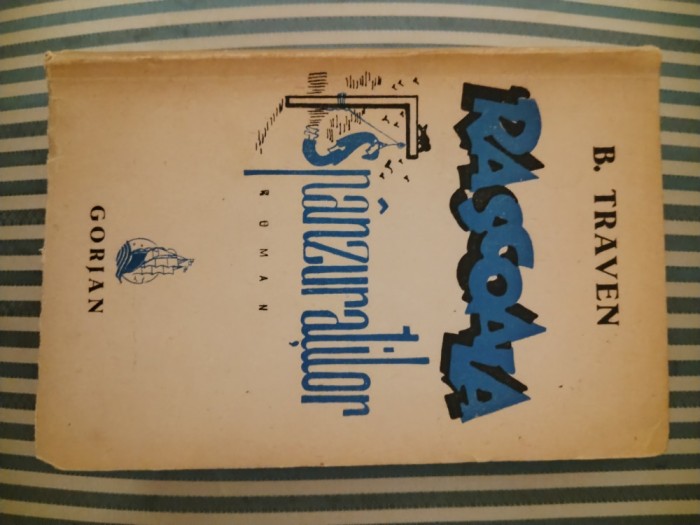 B. TRAVEN
RĂSCOALA
Spânzuraților
ROMAN
GORJAN